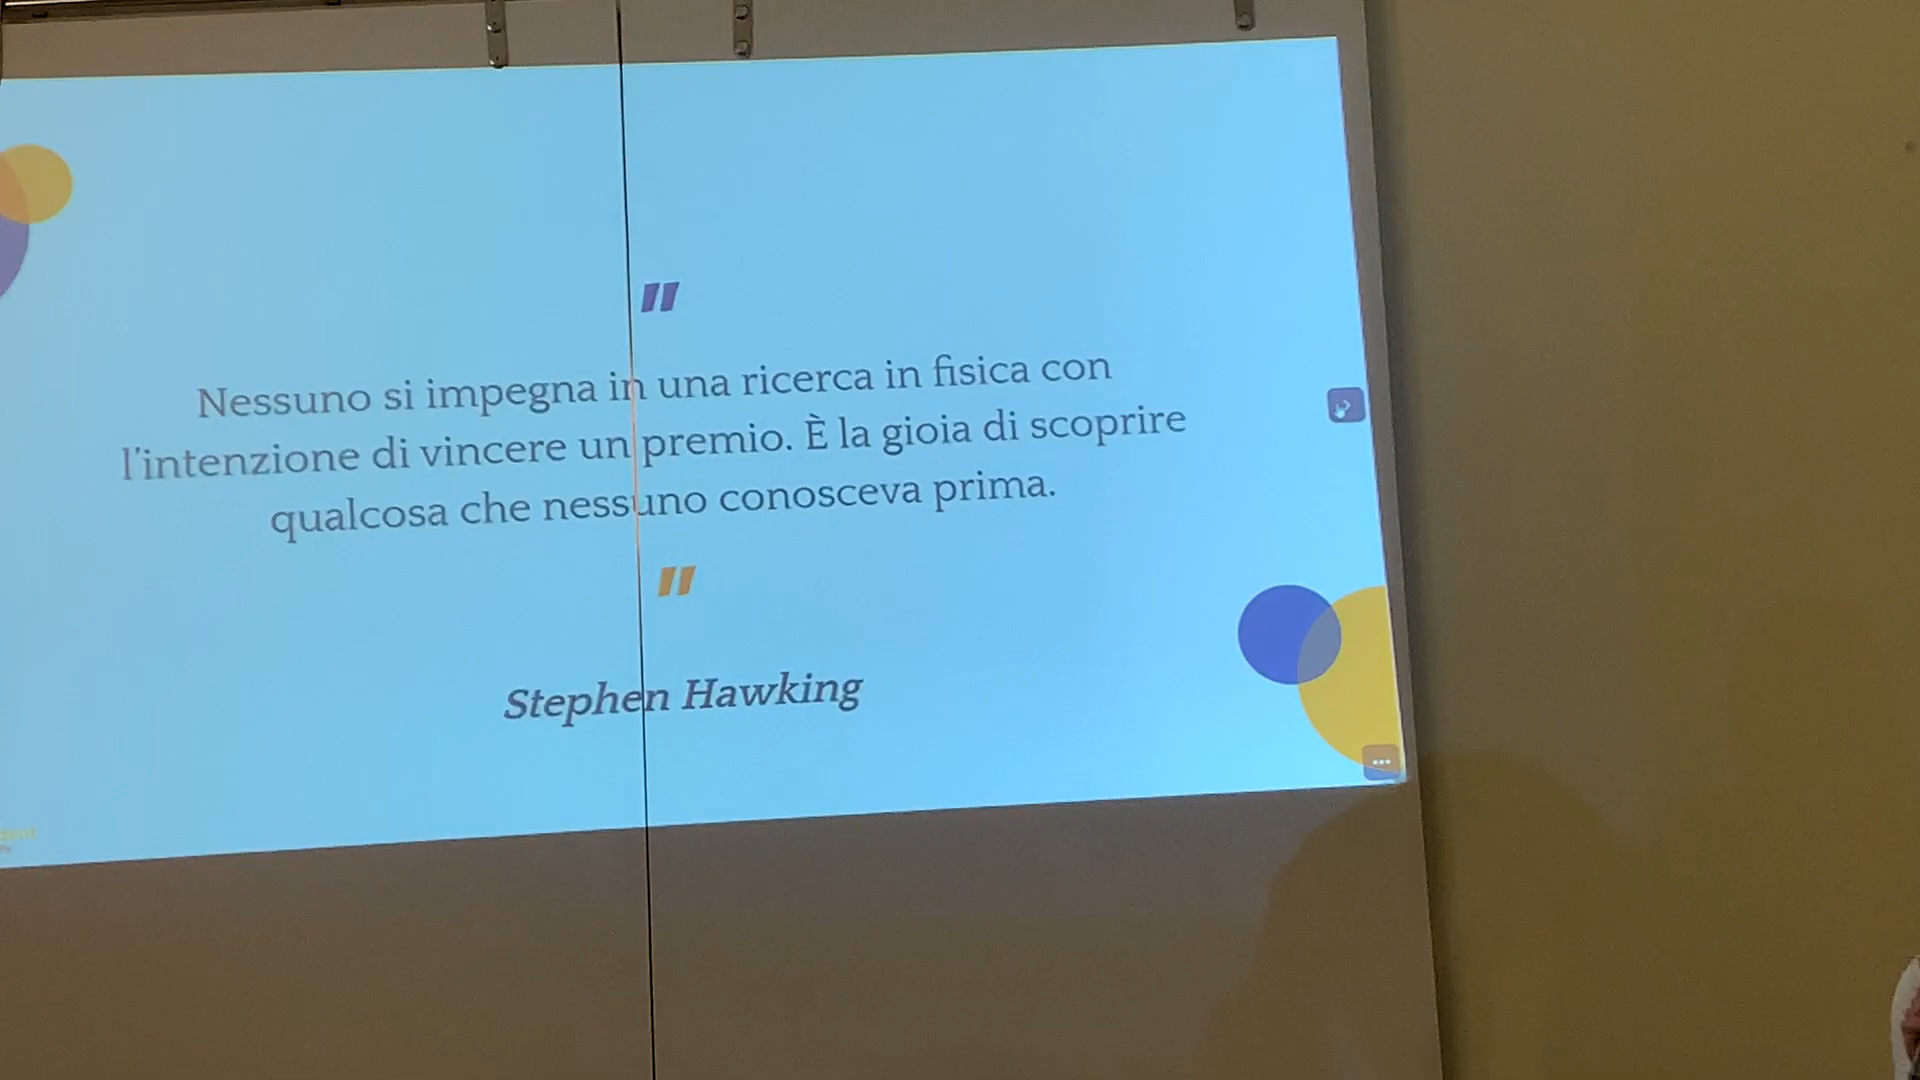 "
Nessuno si impegna in una ricerca in fisica con
l'intenzione di vincere un premio. È la gioia di scoprire
qualcosa che nessuno conosceva prima.
"
Stephen Hawking